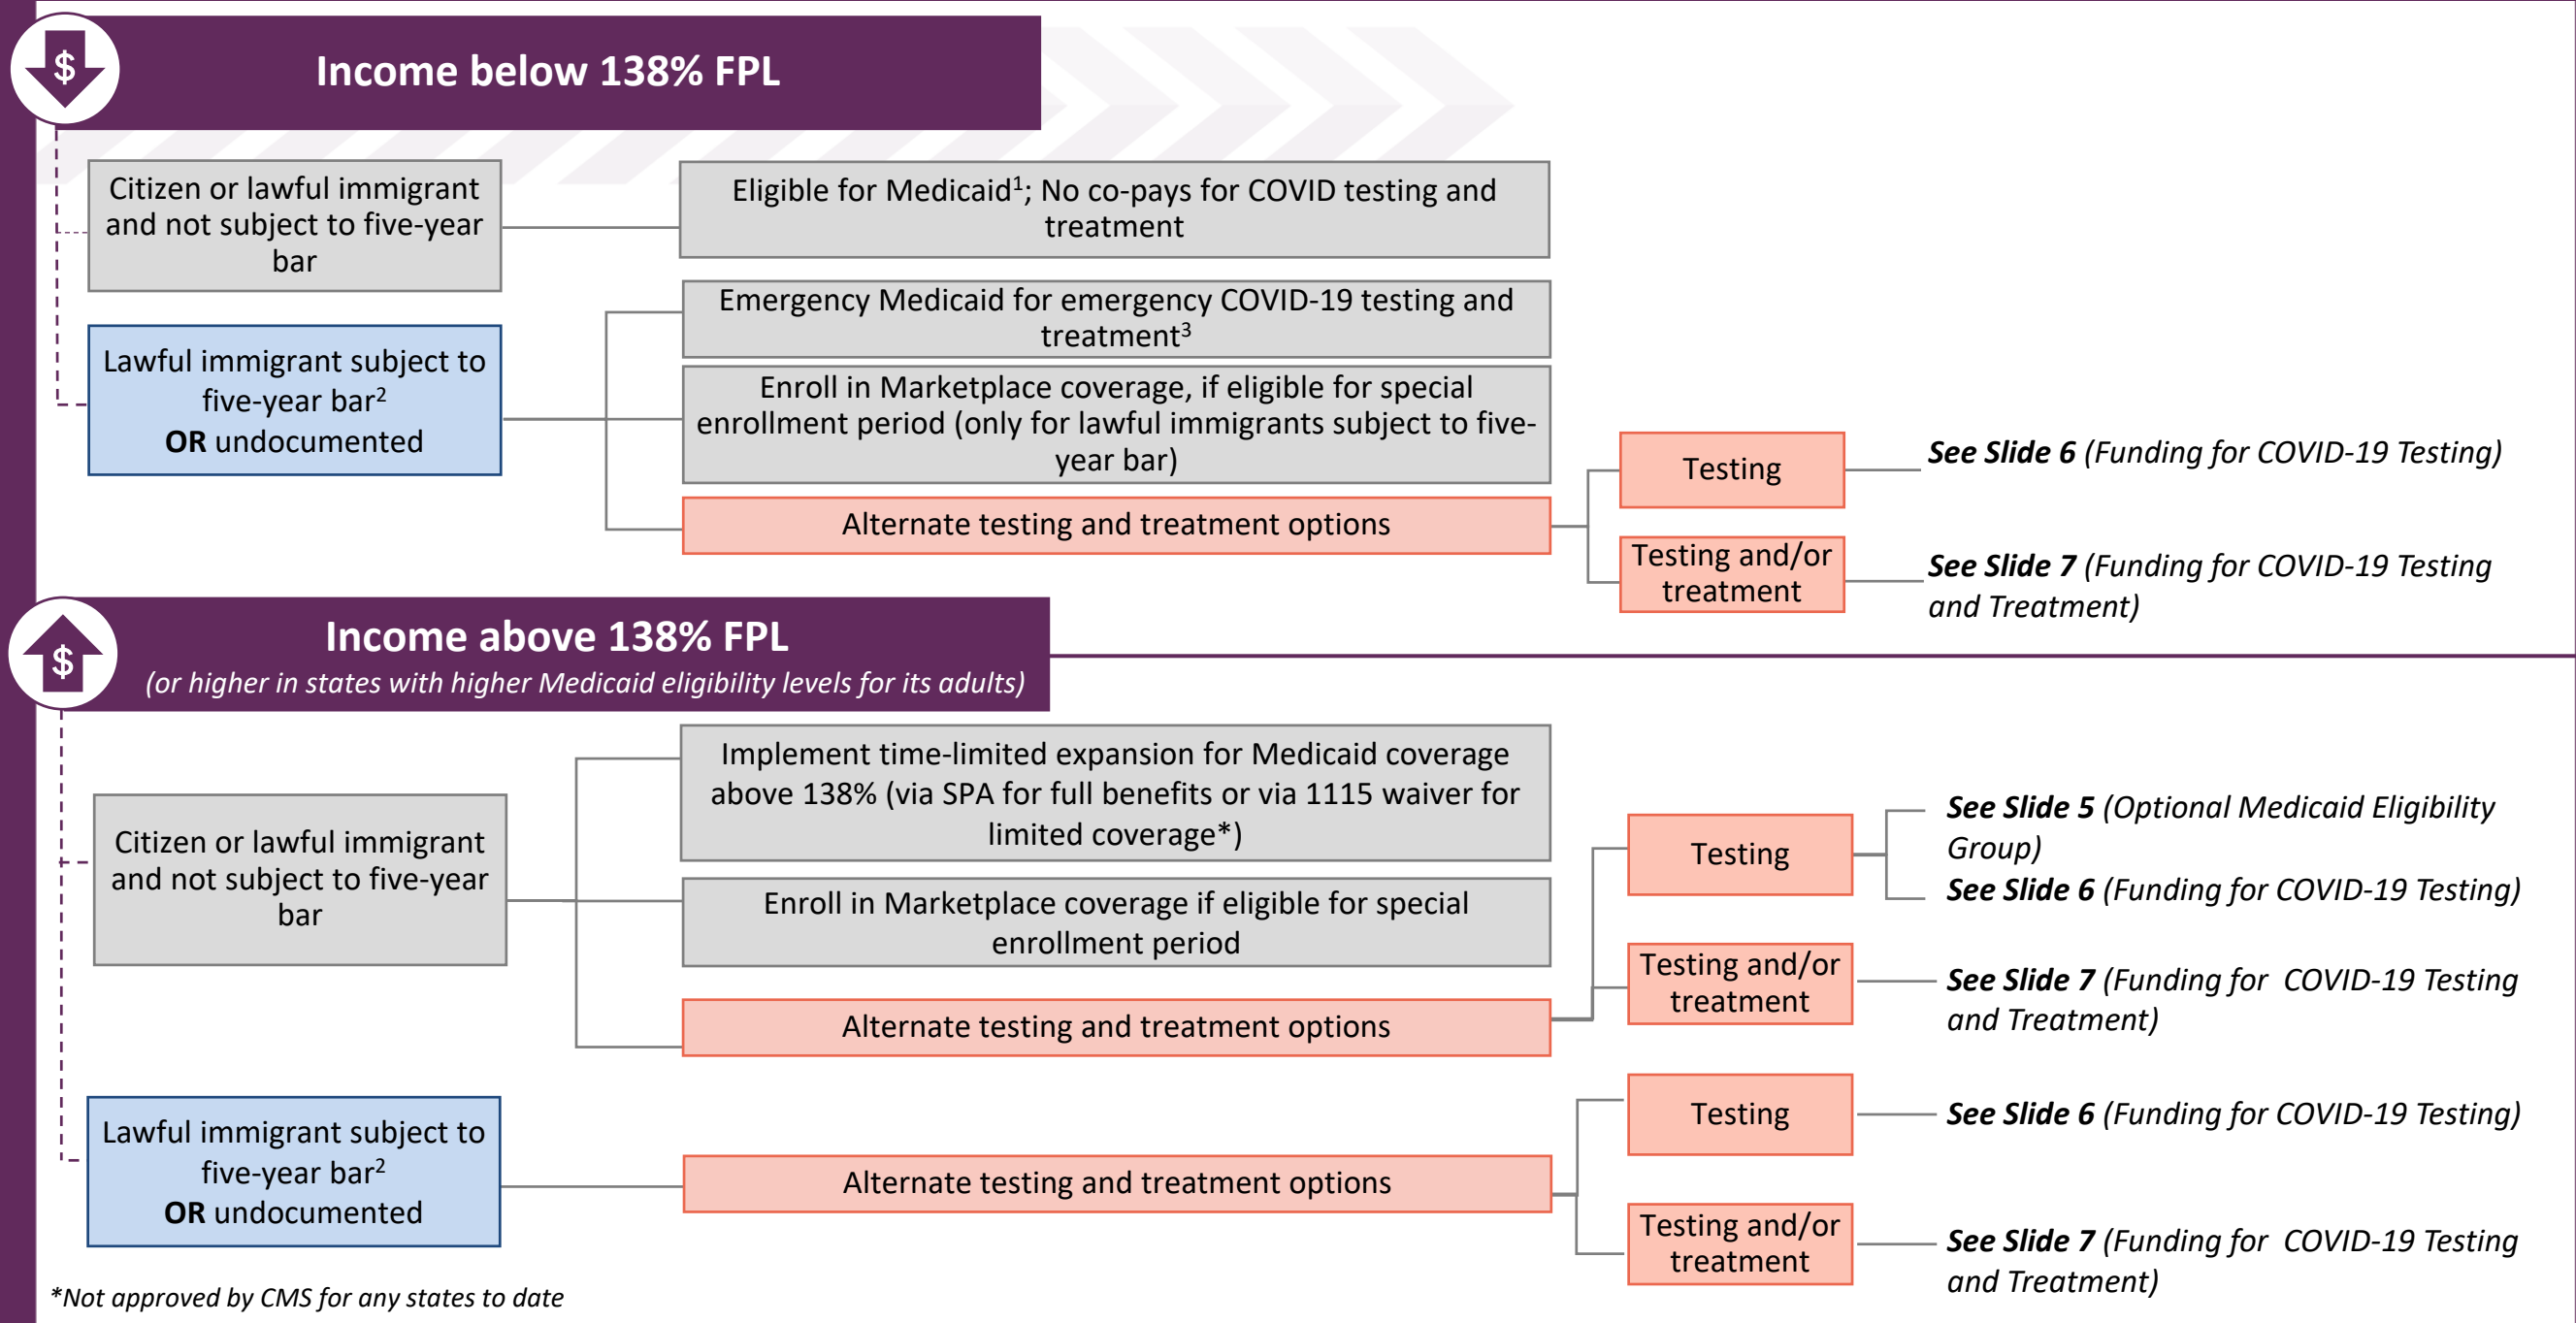 $
Income below 138% FPL
Citizen or lawful immigrant
and not subject to five-year
bar
Eligible for Medicaid¹; No co-pays for COVID testing and
treatment
Lawful immigrant subject to
five-year bar²
OR undocumented
Emergency Medicaid for emergency COVID-19 testing and
treatment³
Enroll in Marketplace coverage, if eligible for special
enrollment period (only for lawful immigrants subject to five-
year bar)
Alternate testing and treatment options
Testing
See Slide 6 (Funding for COVID-19 Testing)
Testing and/or
treatment
See Slide 7 (Funding for COVID-19 Testing
and Treatment)
$
Income above 138% FPL
(or higher in states with higher Medicaid eligibility levels for its adults)
Citizen or lawful immigrant
and not subject to five-year
bar
Implement time-limited expansion for Medicaid coverage
above 138% (via SPA for full benefits or via 1115 waiver for
limited coverage*)
Enroll in Marketplace coverage if eligible for special
enrollment period
Alternate testing and treatment options
Testing
See Slide 5 (Optional Medicaid Eligibility
Group)
See Slide 6 (Funding for COVID-19 Testing)
Testing and/or
treatment
See Slide 7 (Funding for COVID-19 Testing
and Treatment)
Lawful immigrant subject to
five-year bar²
OR undocumented
Alternate testing and treatment options
Testing
See Slide 6 (Funding for COVID-19 Testing)
Testing and/or
treatment
See Slide 7 (Funding for COVID-19 Testing
and Treatment)
*Not approved by CMS for any states to date